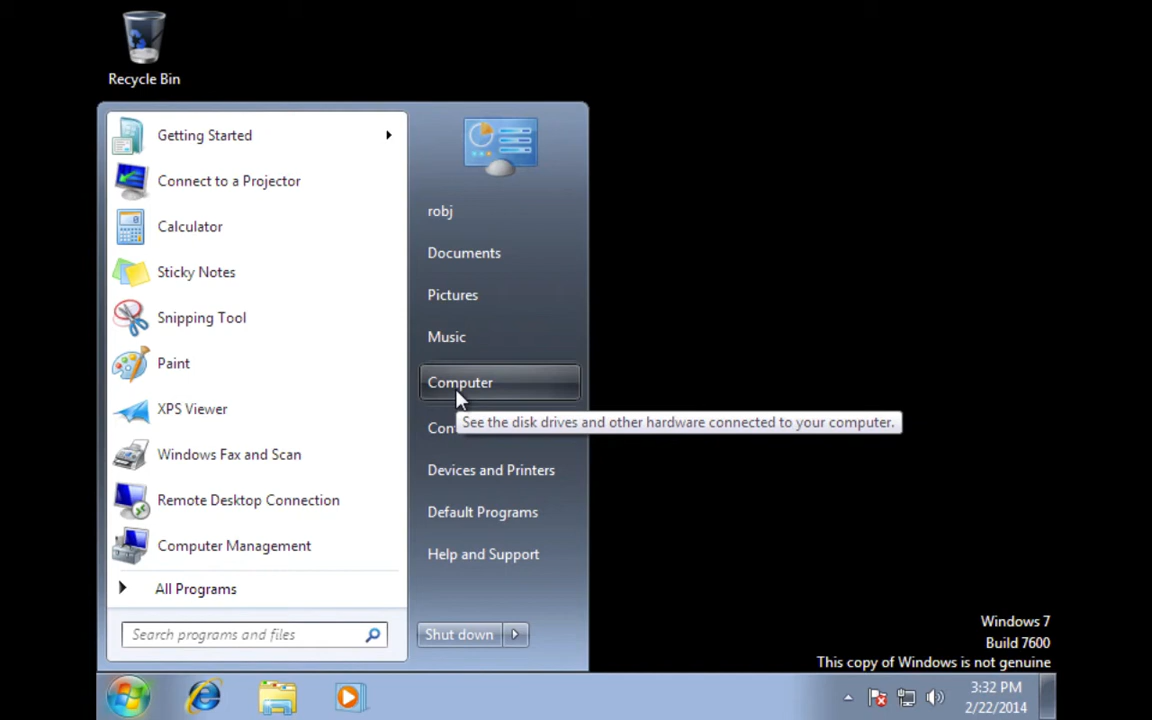 Recycle Bin
Getting Started
Connect to a Projector
Calculator
Sticky Notes
Snipping Tool
Paint
XPS Viewer
Windows Fax and Scan
Remote Desktop Connection
Computer Management
All Programs
Search programs and files
robj
Documents
Pictures
Music
Computer
See the disk drives and other hardware connected to your computer.
Devices and Printers
Default Programs
Help and Support
Shut down
Windows 7
Build 7600
This copy of Windows is not genuine
3:32 PM
2/22/2014